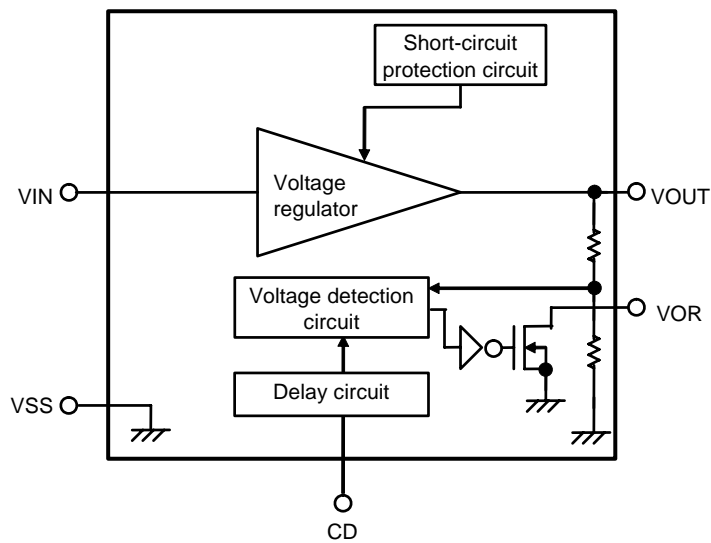 Short-circuit
protection circuit
VIN
Voltage
regulator
VOUT
Voltage detection
circuit
VOR
Delay circuit
VSS
CD